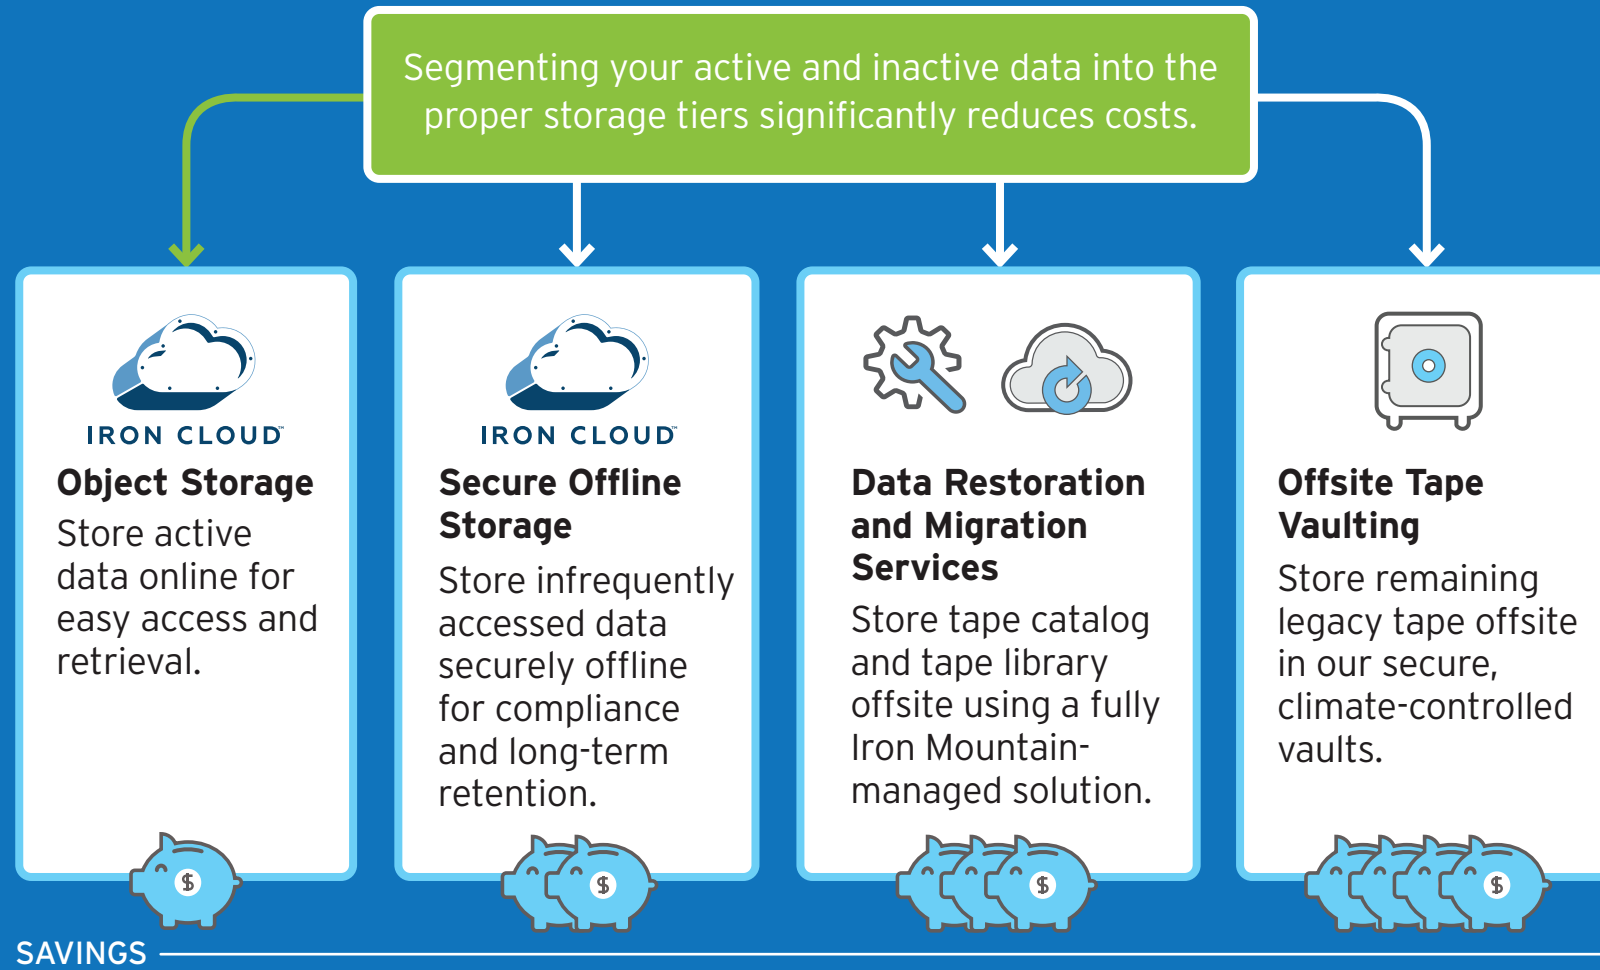 Segmenting your active and inactive data into the
proper storage tiers significantly reduces costs.
IRON CLOUD™
Object Storage
Store active
data online for
easy access and
retrieval.
$
IRON CLOUD™
Secure Offline
Storage
Store infrequently
accessed data
securely offline
for compliance
and long-term
retention.
$
Data Restoration
and Migration
Services
Store tape catalog
and tape library
offsite using a fully
Iron Mountain-
managed solution.
$
Offsite Tape
Vaulting
Store remaining
legacy tape offsite
in our secure,
climate-controlled
vaults.
$
SAVINGS